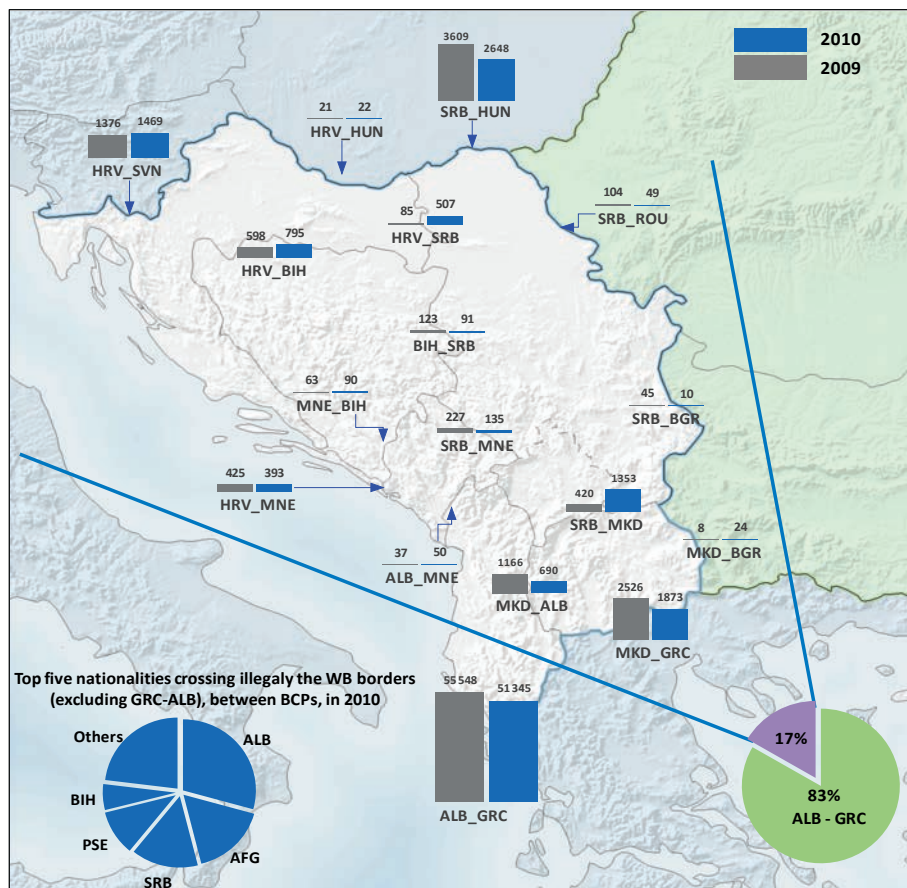 2010
2009
3609 2648
SRB_HUN
21 22
HRV_HUN
1376 1469
HRV_SVN
104 49
SRB_ROU
85 507
HRV_SRB
598 795
HRV_BIH
123 91
BIH_SRB
63 90
MNE_BIH
45 10
SRB_BGR
227 135
SRB_MNE
425 393
HRV_MNE
420 1353
SRB_MKD
8 24
MKD_BGR
37 50
ALB_MNE
1166 690
MKD_ALB
2526 1873
MKD_GRC
55 548 51 345
ALB_GRC
Top five nationalities crossing illegaly the WB borders
(excluding GRC-ALB), between BCPs, in 2010
Others
ALB
BIH
PSE
SRB
AFG
17%
83%
ALB - GRC